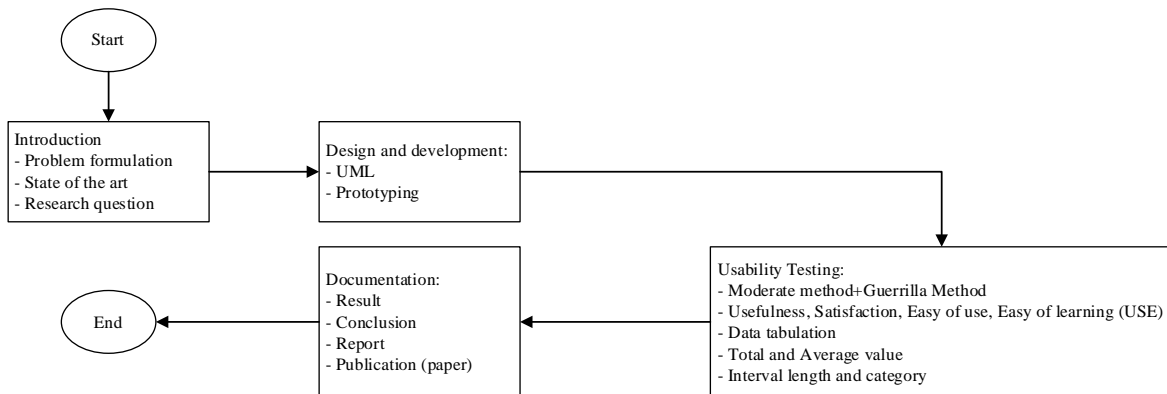 Start
Introduction
- Problem formulation
- State of the art
- Research question
Design and development:
- UML
- Prototyping
Usability Testing:
- Moderate method+Guerrilla Method
- Usefulness, Satisfaction, Easy of use, Easy of learning (USE)
- Data tabulation
- Total and Average value
- Interval length and category
Documentation:
- Result
- Conclusion
- Report
- Publication (paper)
End